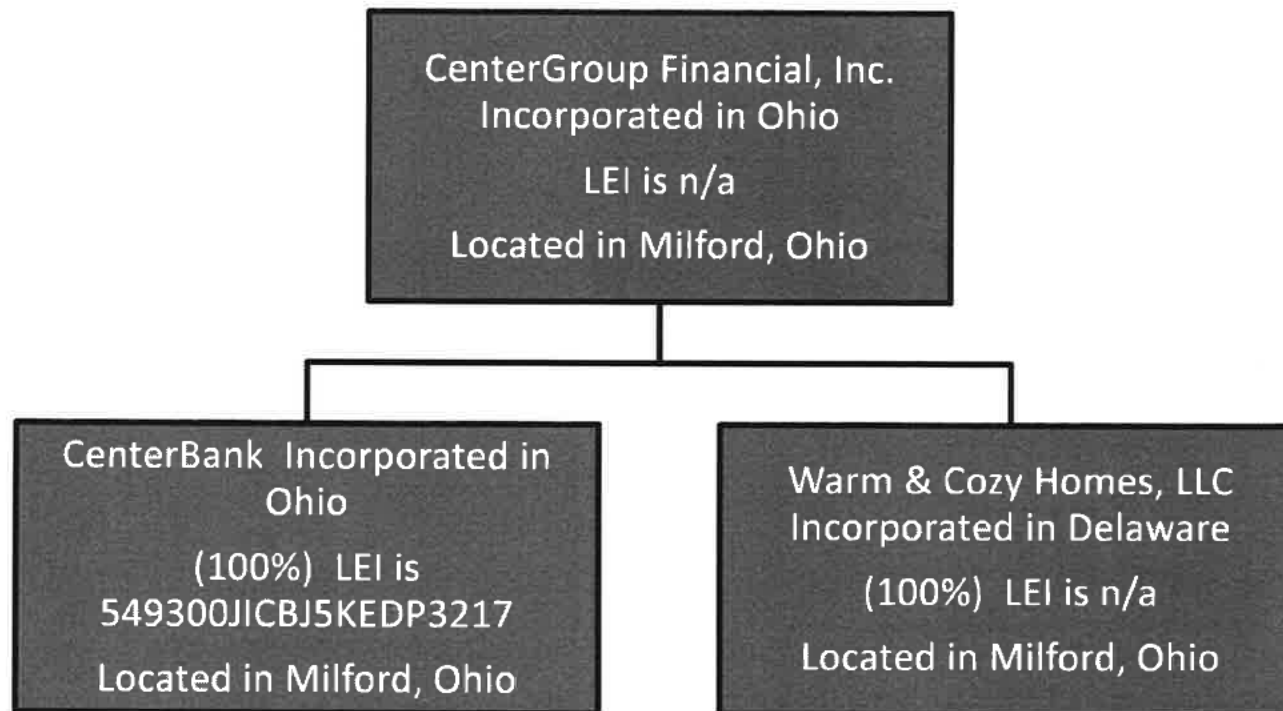 CenterGroup Financial, Inc.
Incorporated in Ohio
LEI is n/a
Located in Milford, Ohio
CenterBank Incorporated in
Ohio
(100%) LEI is
549300JICBJ5KEDP3217
Located in Milford, Ohio
Warm & Cozy Homes, LLC
Incorporated in Delaware
(100%) LEI is n/a
Located in Milford, Ohio